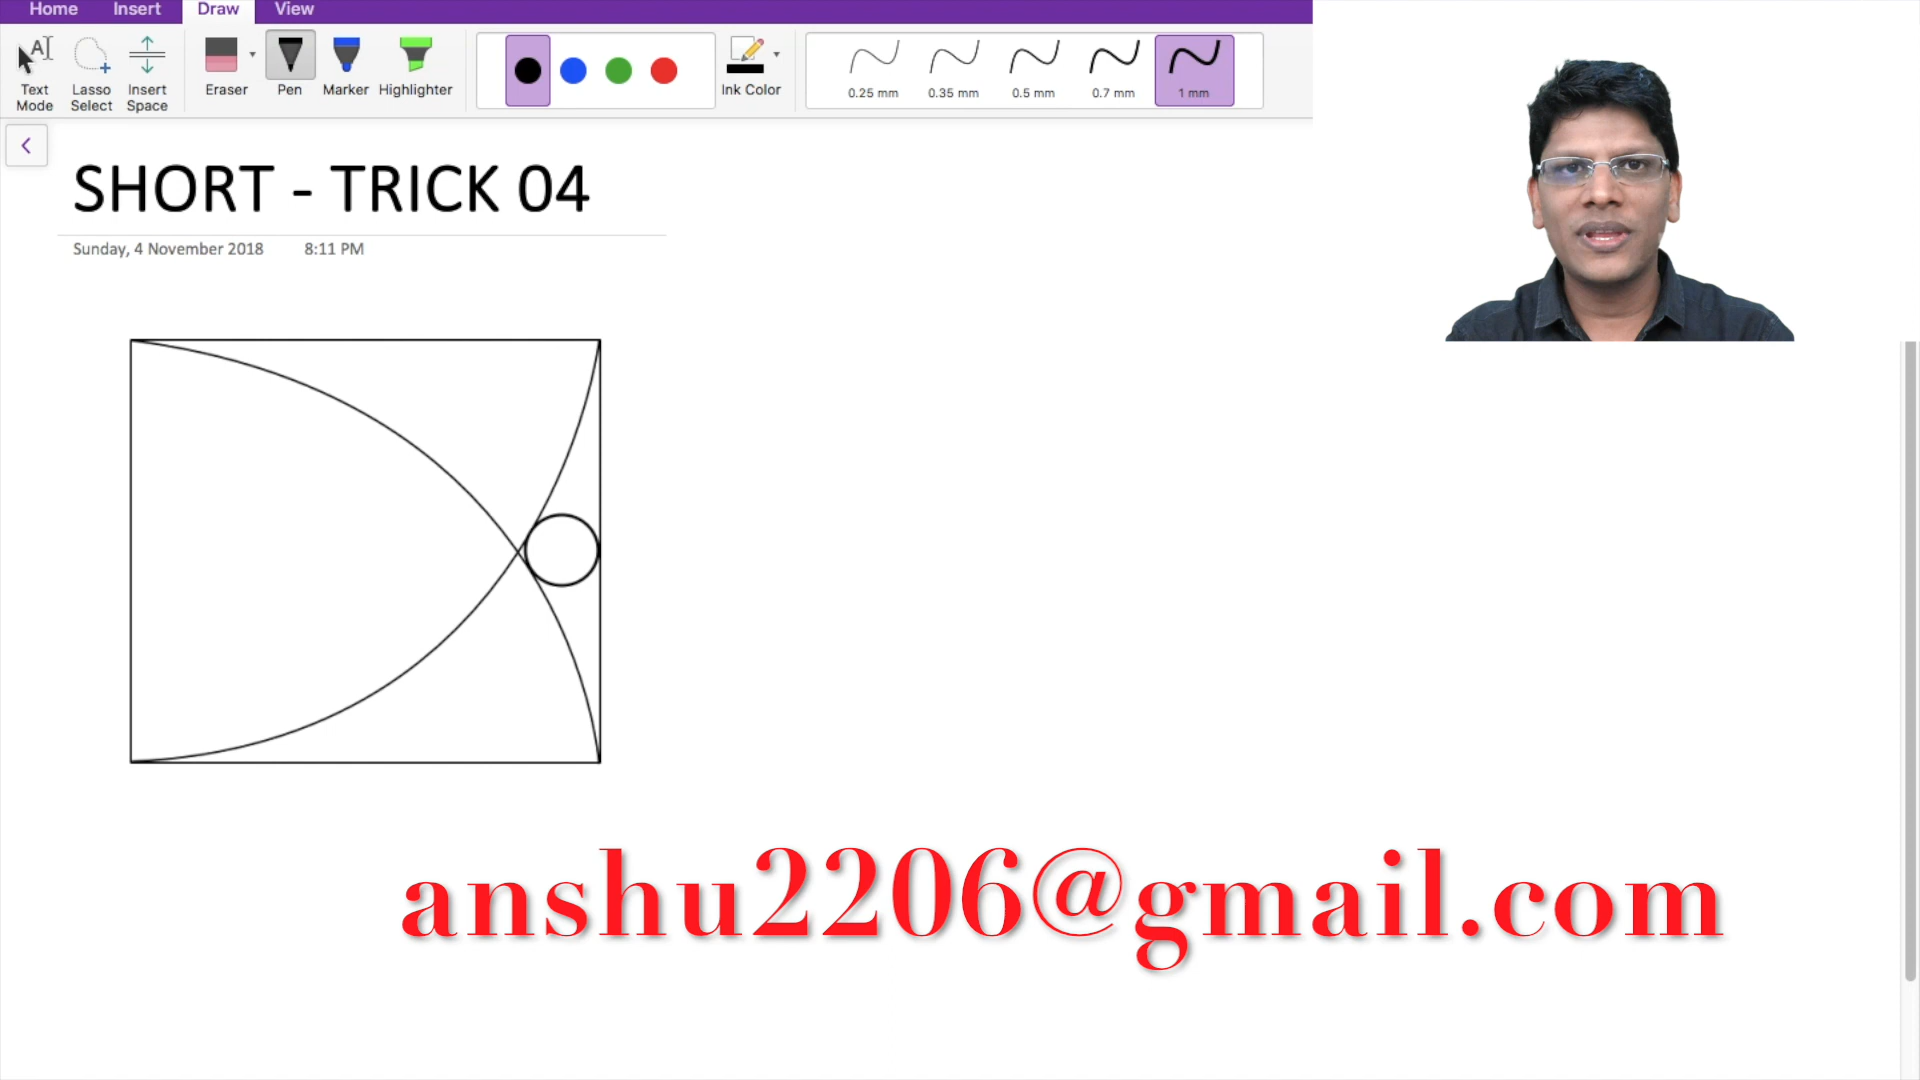 Home Insert Draw View
Text Mode
Lasso Select
Insert Space
Eraser
Pen
Marker
Highlighter
Ink Color
0.25 mm
0.35 mm
0.5 mm
0.7 mm
1 mm
SHORT - TRICK 04
Sunday, 4 November 2018 8:11 PM
anshu2206@gmail.com